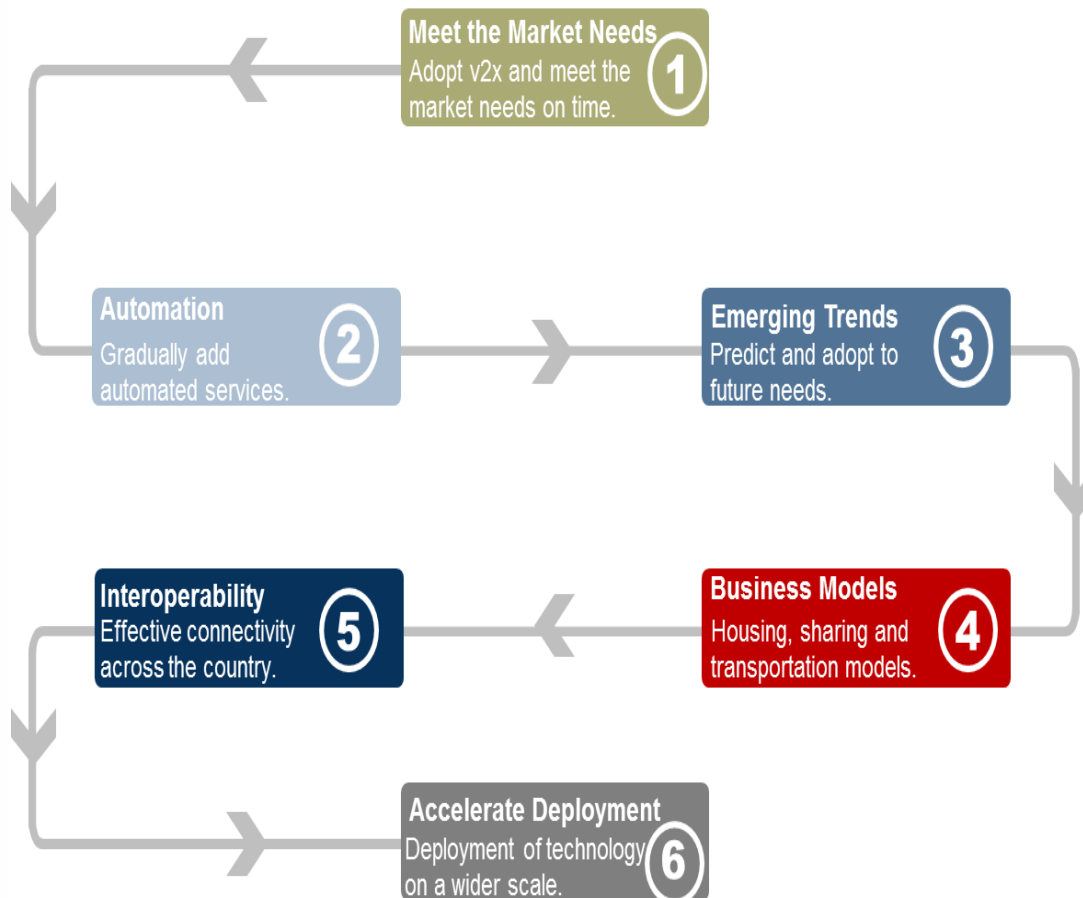 Meet the Market Needs
Adopt v2x and meet the
market needs on time.
1
Automation
Gradually add
automated services.
2
Emerging Trends
Predict and adopt to
future needs.
3
Business Models
Housing, sharing and
transportation models.
4
Interoperability
Effective connectivity
across the country.
5
Accelerate Deployment
Deployment of technology
on a wider scale.
6